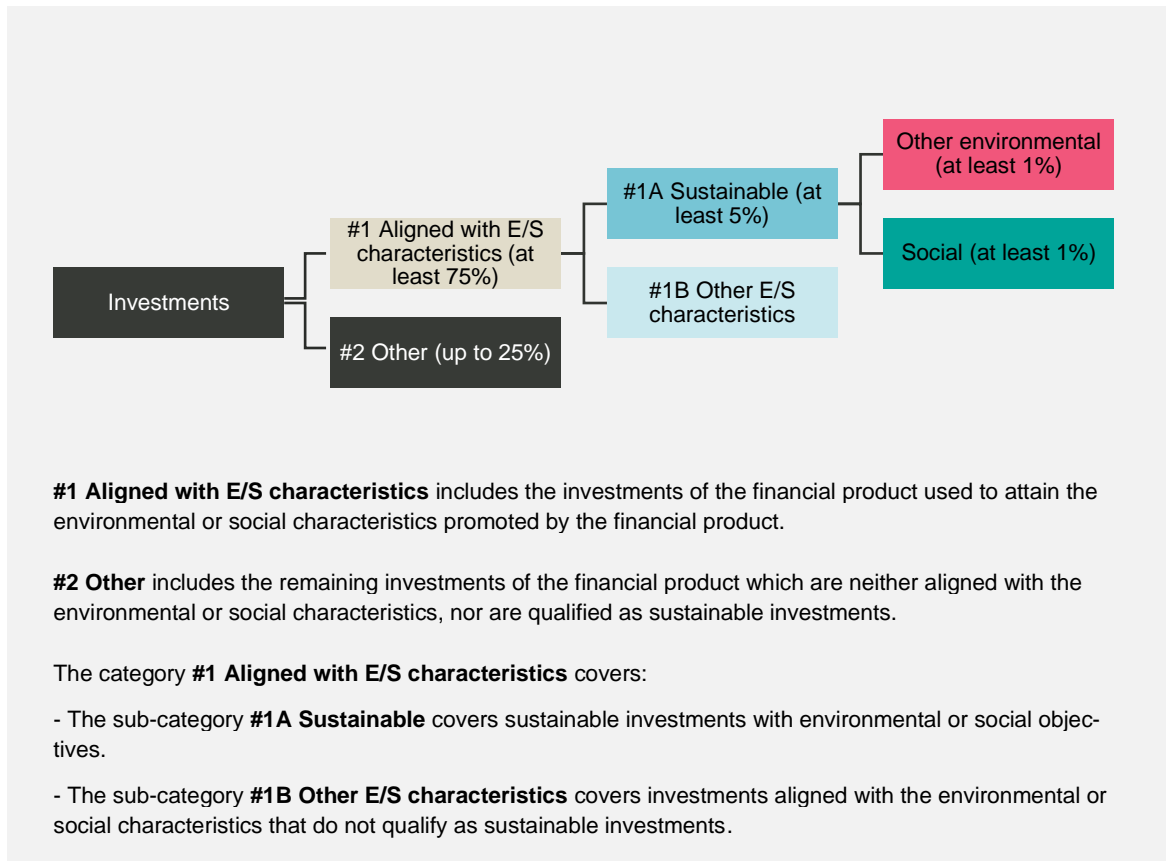 Investments
#1 Aligned with E/S
characteristics (at
least 75%)
#2 Other (up to 25%)
#1A Sustainable (at
least 5%)
#1B Other E/S
characteristics
Other environmental
(at least 1%)
Social (at least 1%)
#1 Aligned with E/S characteristics includes the investments of the financial product used to attain the
environmental or social characteristics promoted by the financial product.
#2 Other includes the remaining investments of the financial product which are neither aligned with the
environmental or social characteristics, nor are qualified as sustainable investments.
The category #1 Aligned with E/S characteristics covers:
- The sub-category #1A Sustainable covers sustainable investments with environmental or social objec-
tives.
- The sub-category #1B Other E/S characteristics covers investments aligned with the environmental or
social characteristics that do not qualify as sustainable investments.